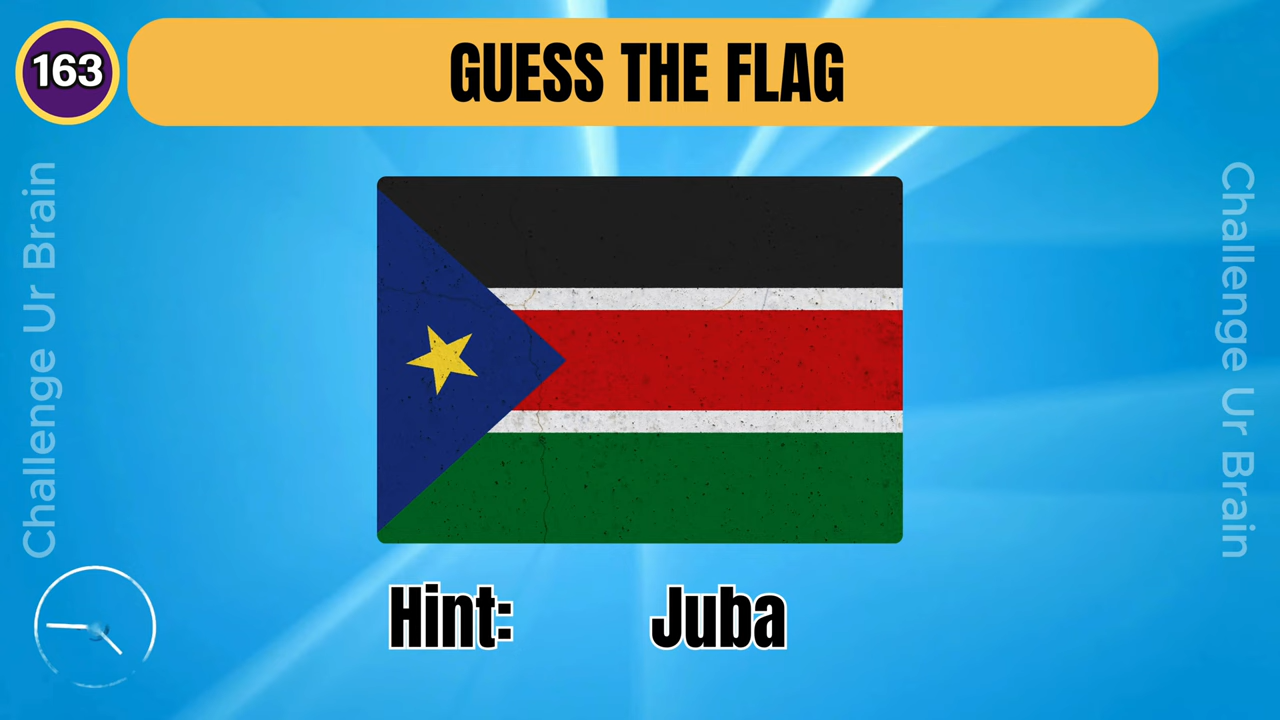 163
GUESS THE FLAG
Challenge Ur Brain
Challenge Ur Brain
Hint: Juba